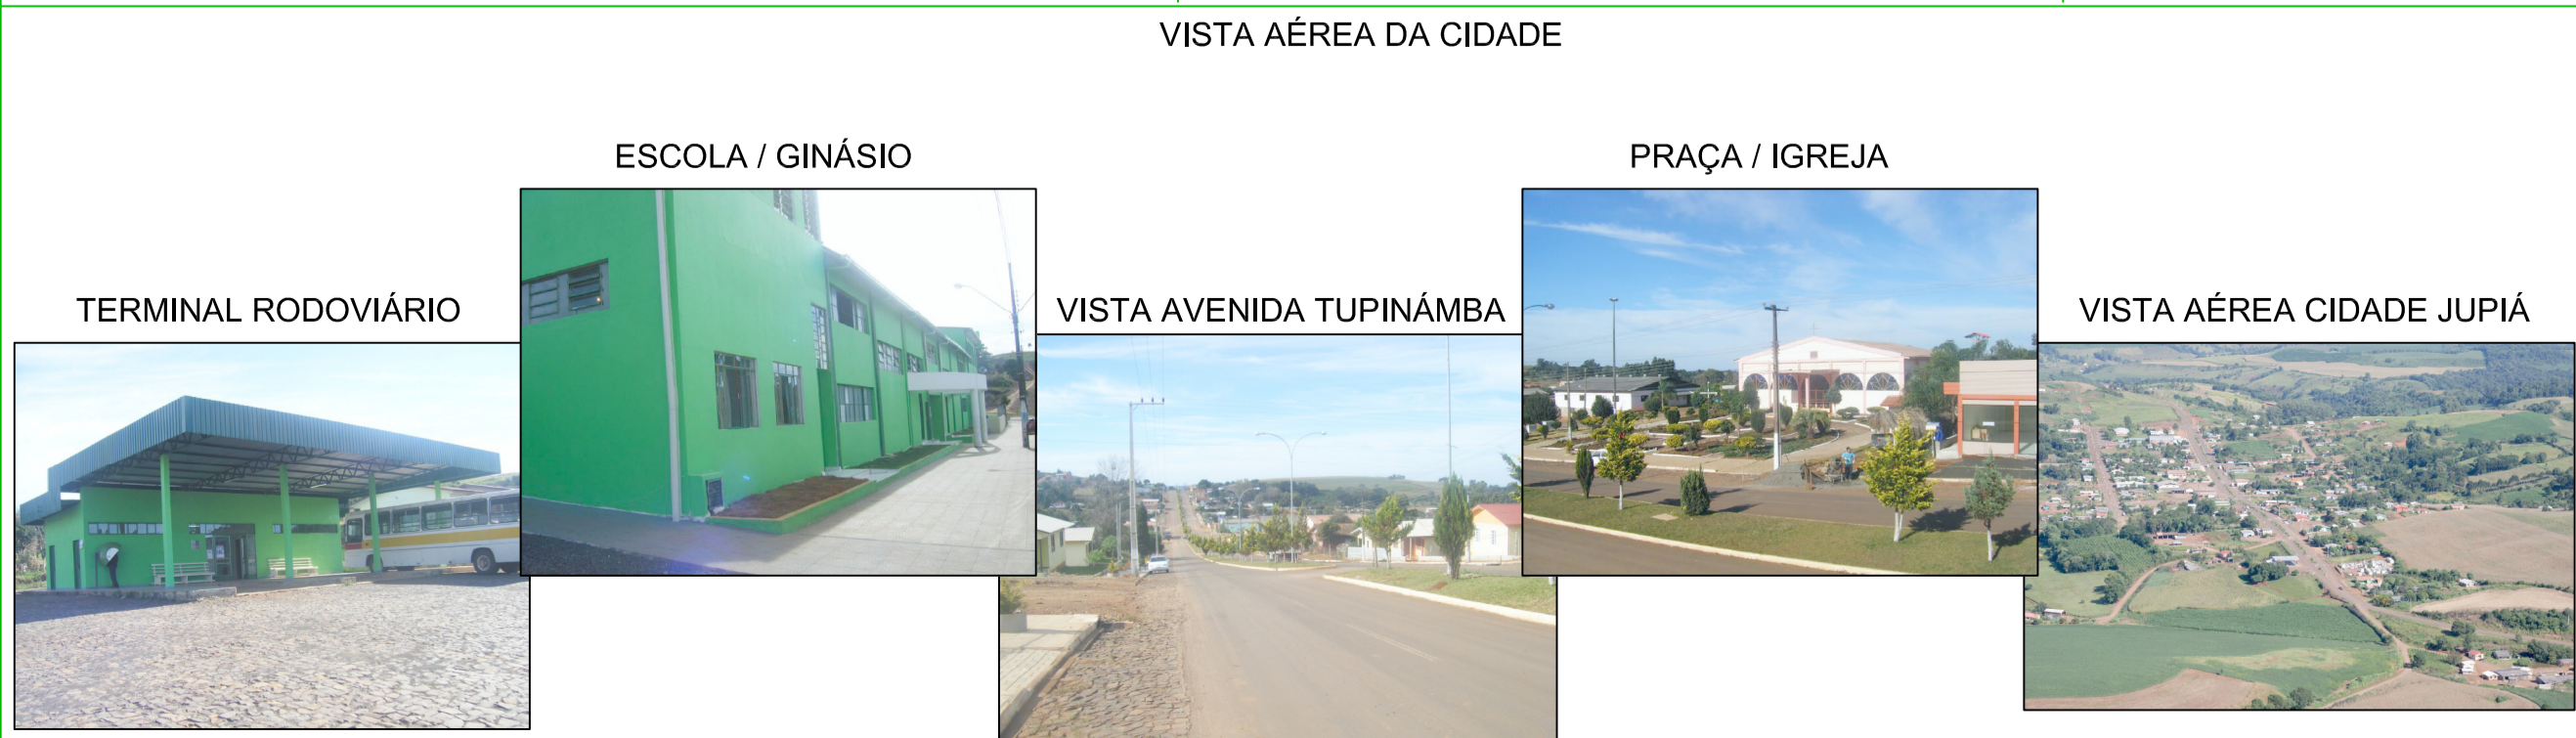 VISTA AÉREA DA CIDADE
ESCOLA / GINÁSIO
PRAÇA / IGREJA
TERMINAL RODOVIÁRIO
VISTA AVENIDA TUPINÁMBA
VISTA AÉREA CIDADE JUPIÁ